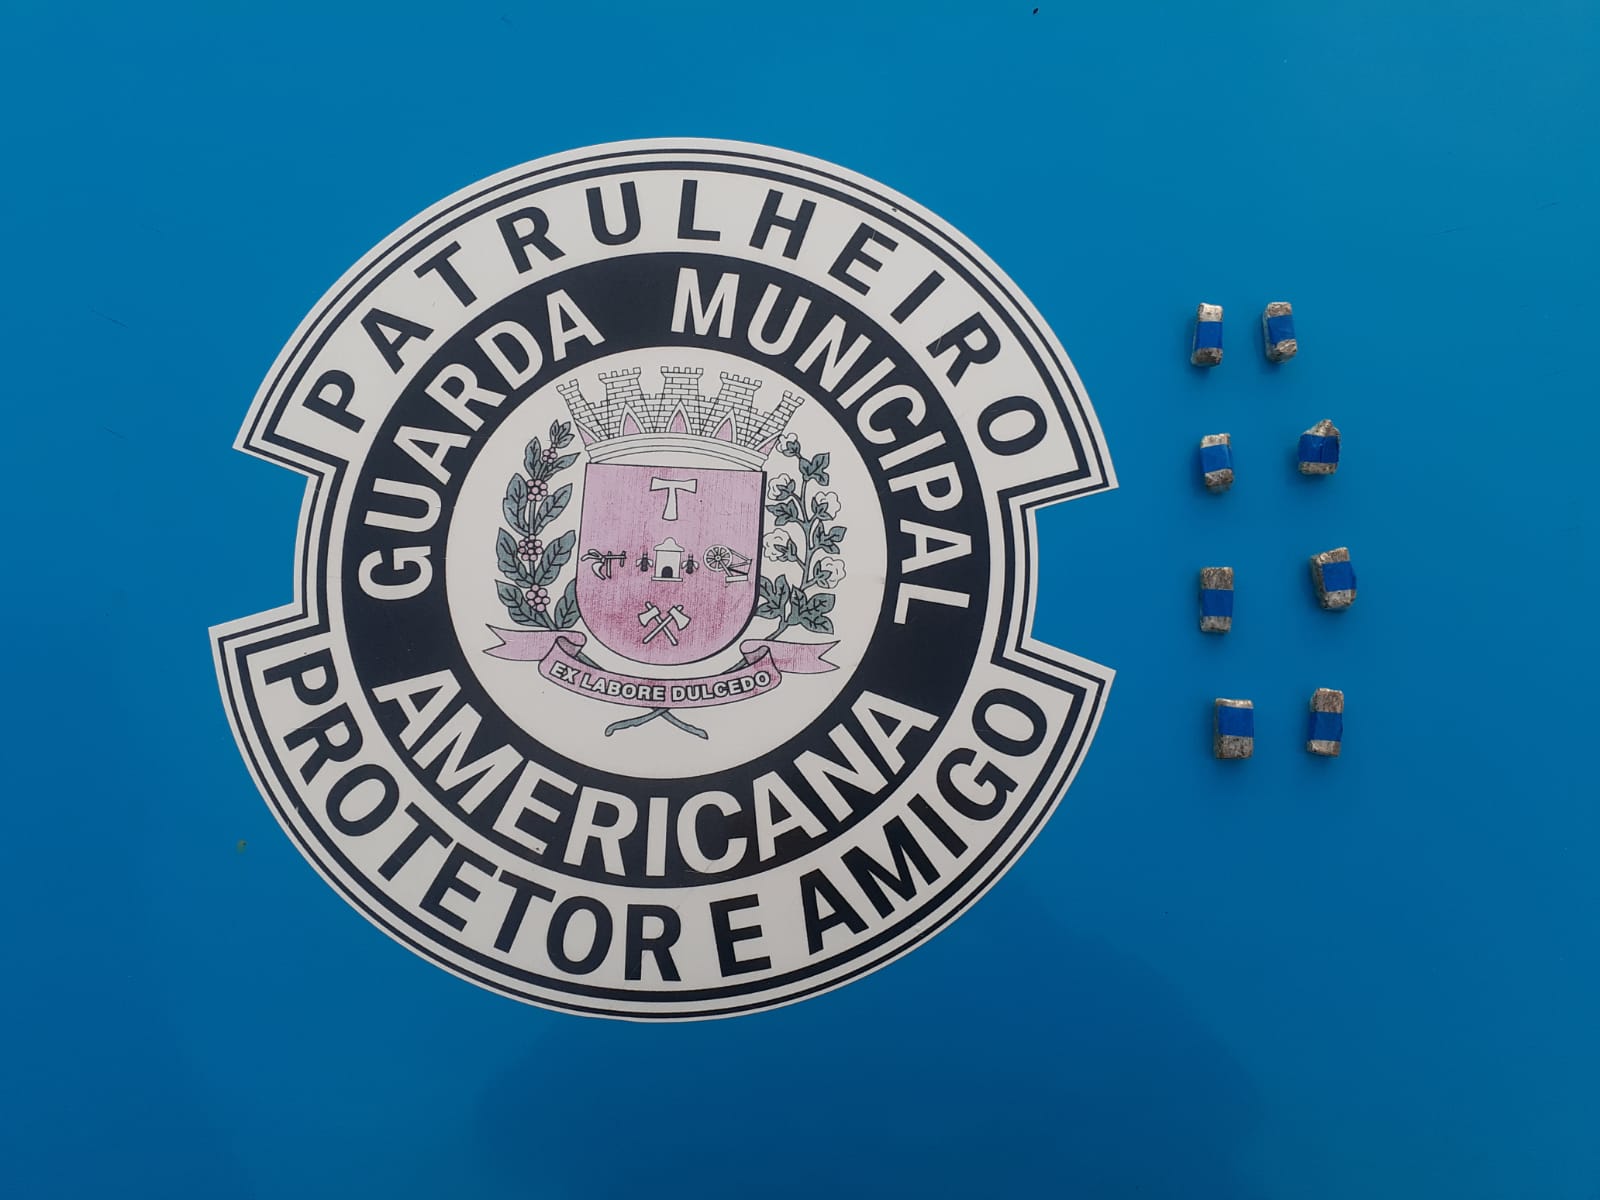 PATRULHEIRO
GUARDA MUNICIPAL
EX LABORE DULCEDO
AMERICANA
PROTETOR E AMIGO